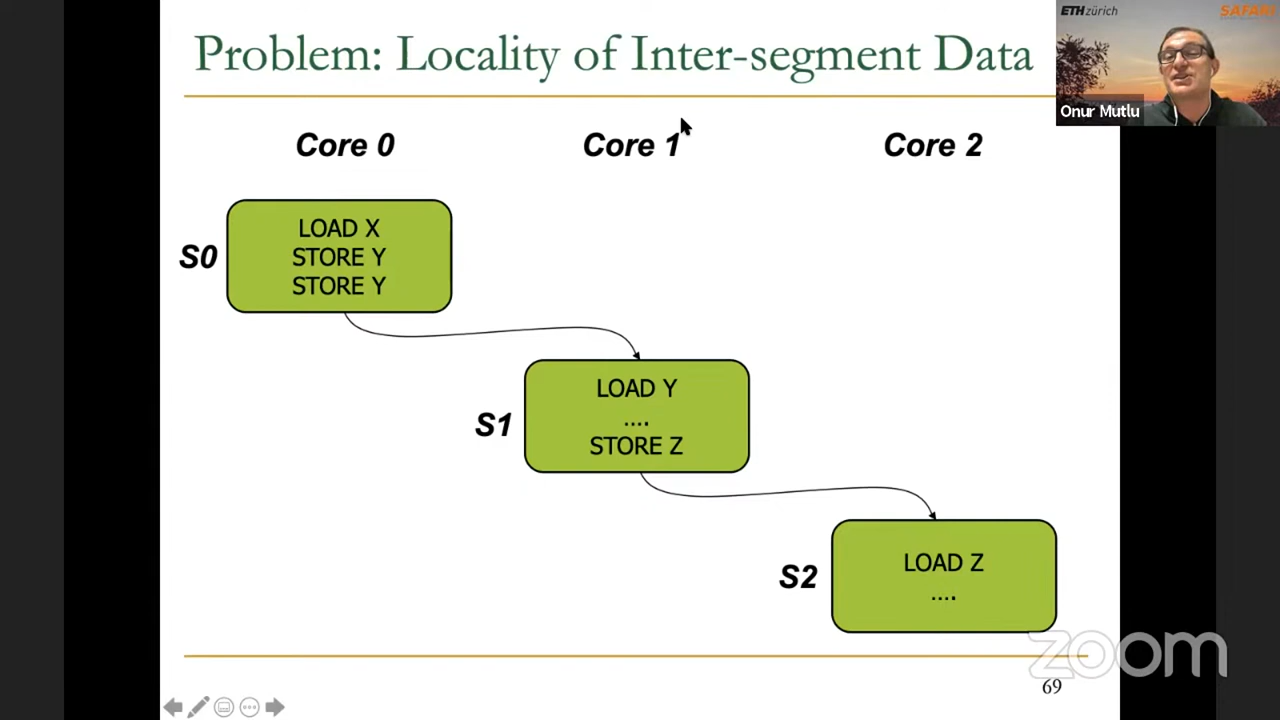 Problem: Locality of Inter-segment Data
ETH zürich
SAFARI
Onur Mutlu
Core 0
Core 1
Core 2
S0
LOAD X
STORE Y
STORE Y
S1
LOAD Y
....
STORE Z
S2
LOAD Z
....
zoom
69